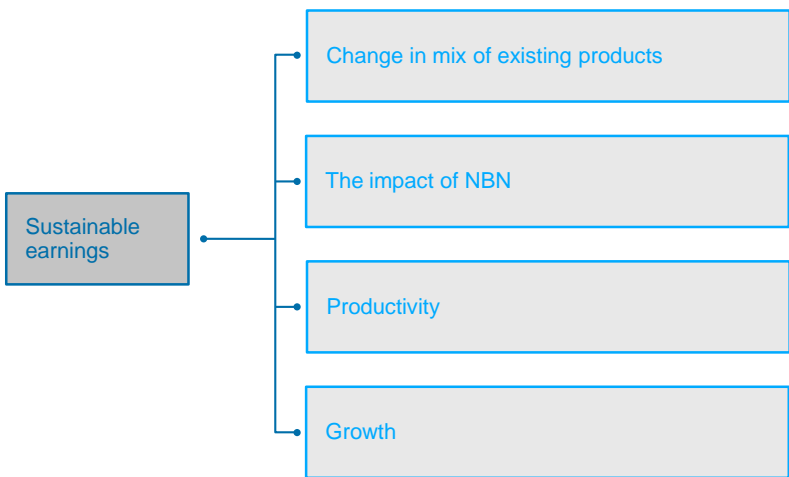 Change in mix of existing products
The impact of NBN
Sustainable
earnings
Productivity
Growth